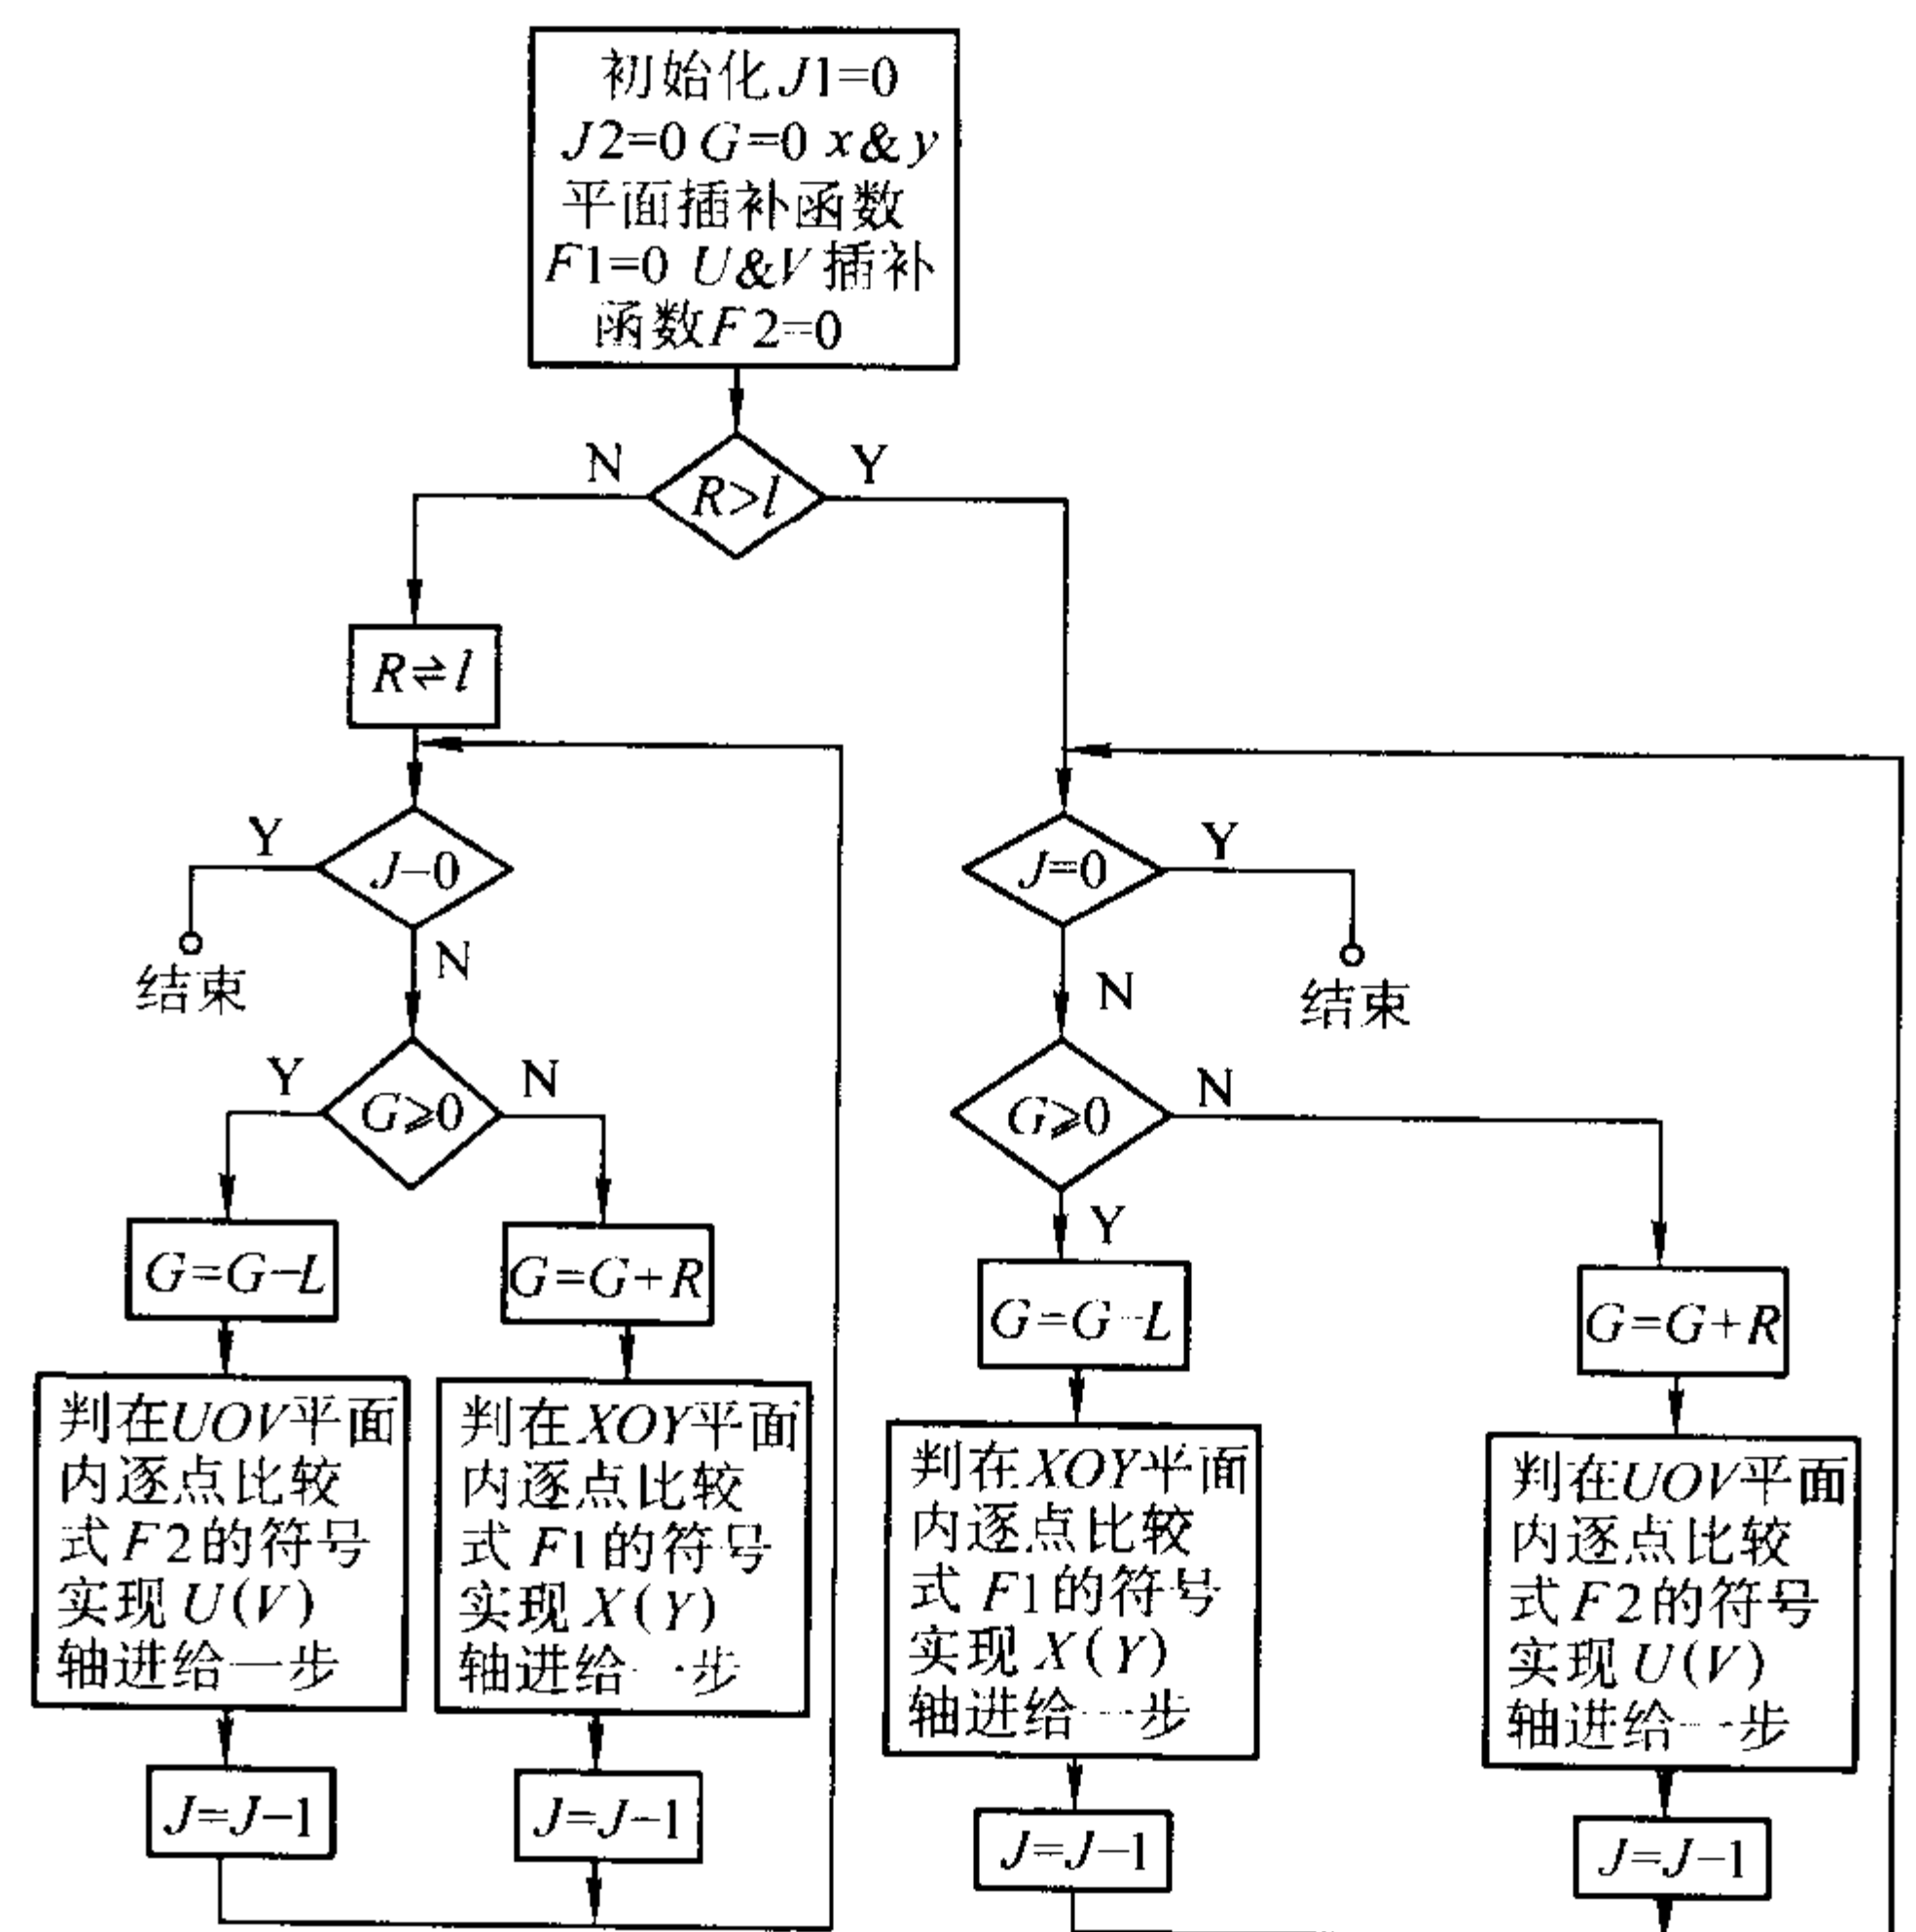 初始化J1=0
J2=0 G=0 x&y
平面插补函数
F1=0 U&V插补
函数F2=0
N
R>l
Y
R⇌l
Y
J-0
N
结束
J=0
Y
N
结束
Y
G⩾0
N
G⩾0
N
Y
G=G-L
G=G+R
G=G-L
G=G+R
判在UOV平面
内逐点比较
式F2的符号
实现U(V)
轴进给一步
判在XOY平面
内逐点比较
式F1的符号
实现X(Y)
轴进给一步
判在XOY平面
内逐点比较
式F1的符号
实现X(Y)
轴进给一步
判在UOV平面
内逐点比较
式F2的符号
实现U(V)
轴进给一步
J=J-1
J=J-1
J=J-1
J=J-1